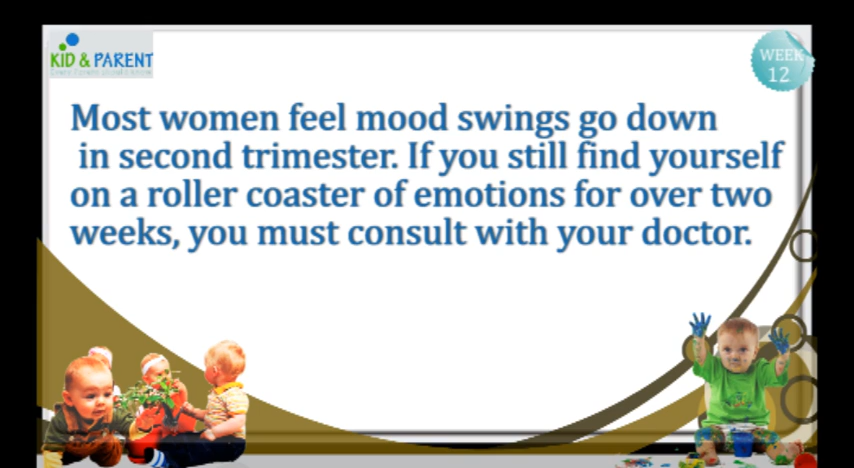 KID & PARENT
WEEK
12
Most women feel mood swings go down
in second trimester. If you still find yourself
on a roller coaster of emotions for over two
weeks, you must consult with your doctor.